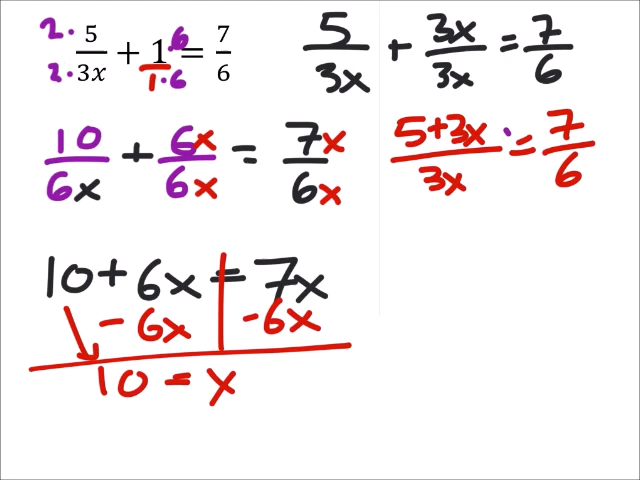 2· 5/3x + 1 ·6 = 7/6
2· 1 ·6
10/6x + 6x/6x = 7x/6x
10 + 6x = 7x
- 6x -6x
10 = x
5/3x + 3x/3x = 7/6
5+3x/3x · = 7/6